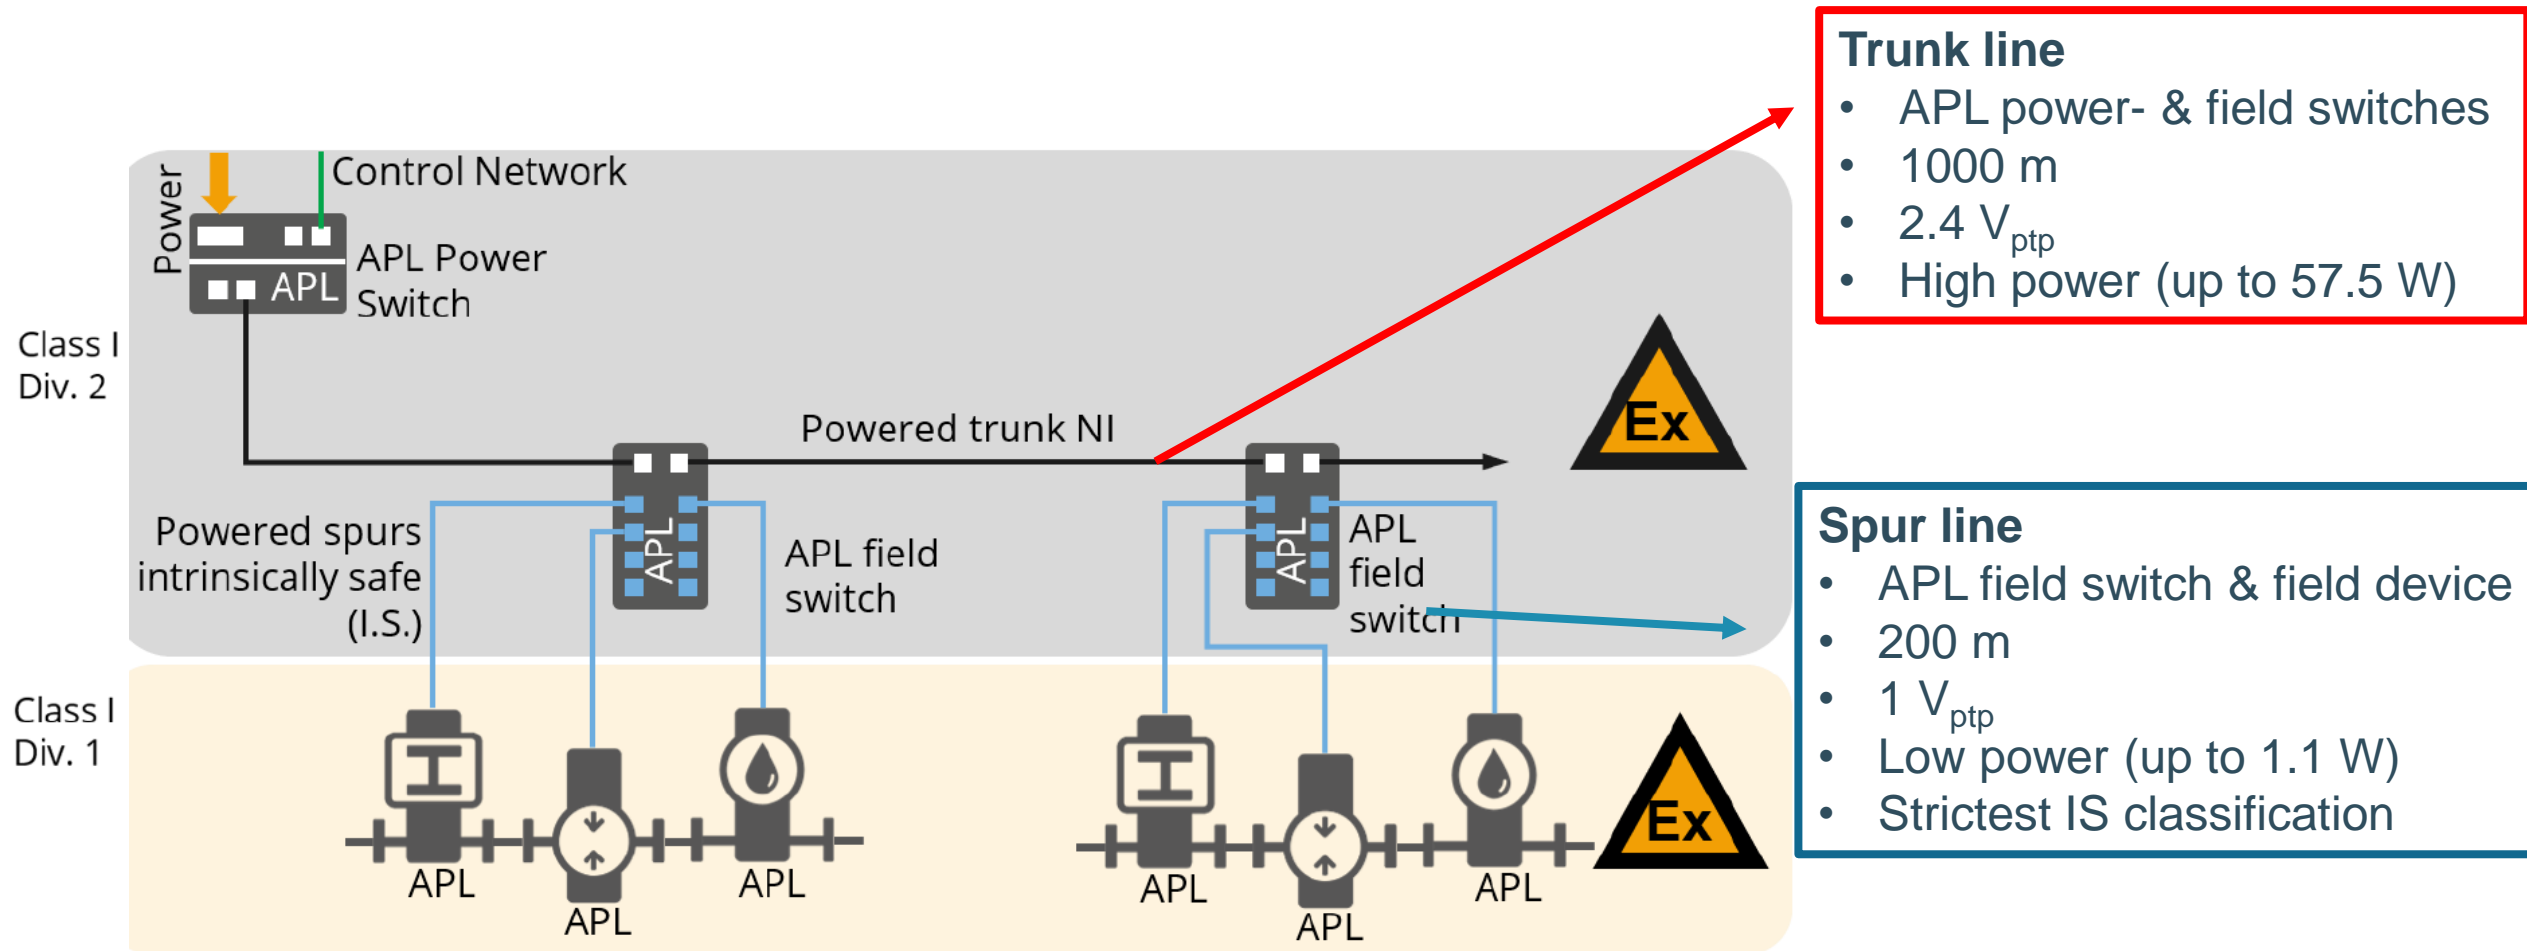 Trunk line
• APL power- & field switches
• 1000 m
• 2.4 Vptp
• High power (up to 57.5 W)
Power
Control Network
APL Power
Switch
APL
Class I
Div. 2
Powered trunk NI
Ex
Powered spurs
intrinsically safe
(I.S.)
APL
APL field
switch
APL
APL
field
switch
Spur line
• APL field switch & field device
• 200 m
• 1 Vptp
• Low power (up to 1.1 W)
• Strictest IS classification
Class I
Div. 1
Ex
APL
APL
APL
APL
APL
APL